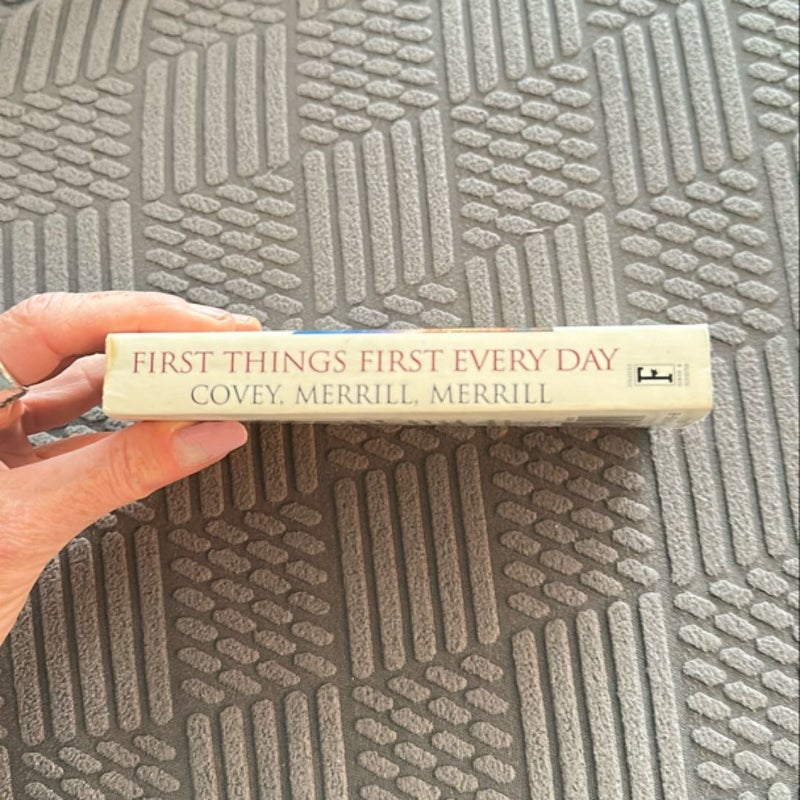 FIRST THINGS FIRST EVERY DAY
COVEY, MERRILL, MERRILL
F